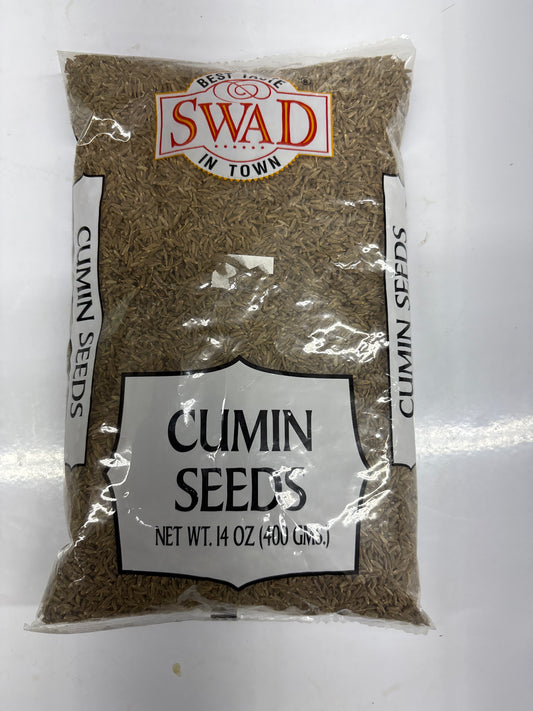 BEST TASTE
®
SWAD
IN TOWN
CUMIN SEEDS
CUMIN SEEDS
CUMIN
SEEDS
NET WT. 14 OZ (400 GMS.)